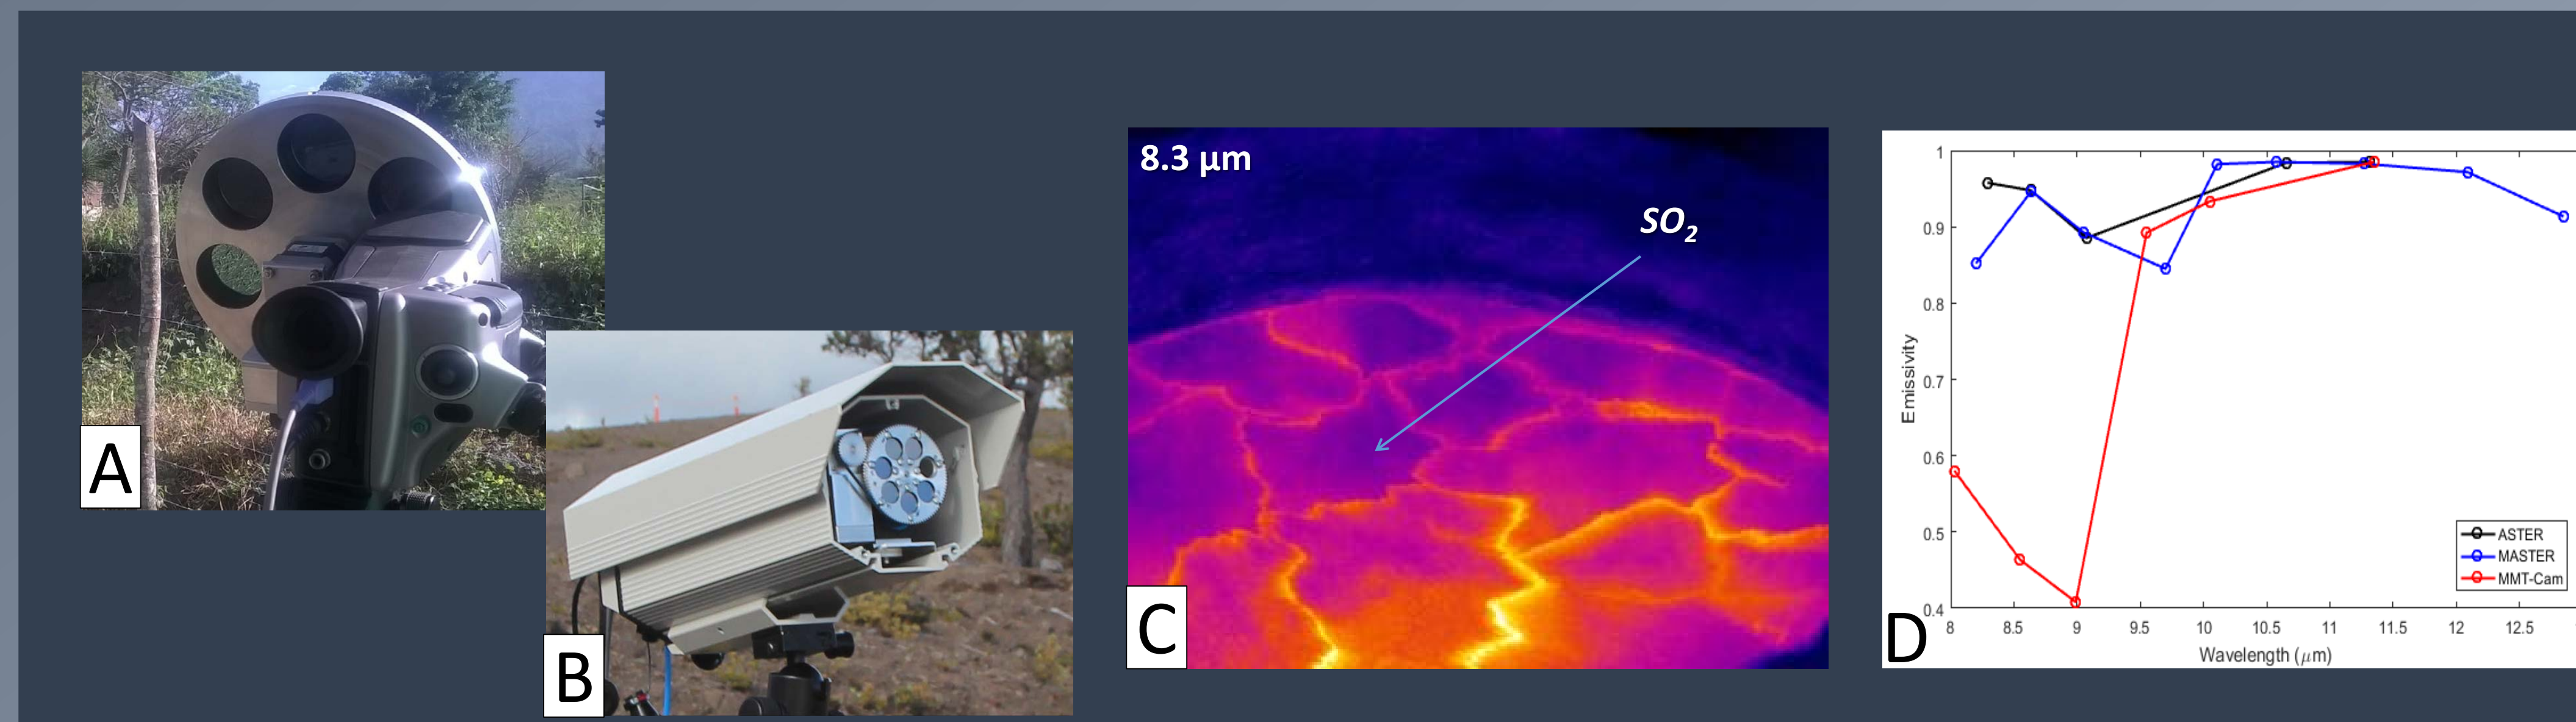 A
B
8.3 µm
SO2
C
1
0.9
0.8
0.7
0.6
0.5
0.4
Emissivity
ASTER
MASTER
MMT-Cam
8 8.5 9 9.5 10 10.5 11 11.5 12 12.5
Wavelength (μm)
D